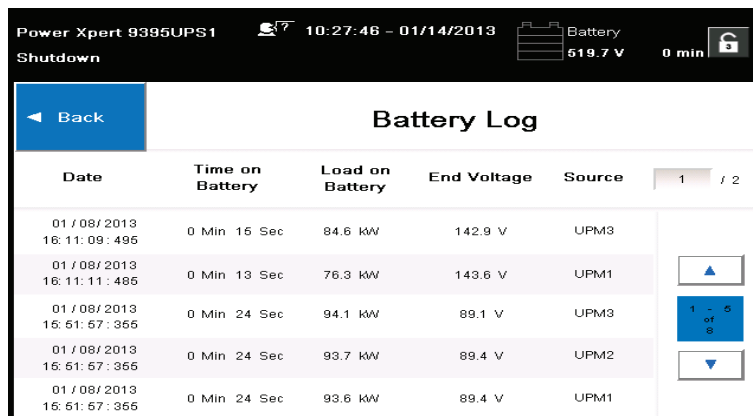 Power Xpert 9395UPS1
?
10:27:46 - 01/14/2013
Battery
Shutdown
519.7 V
0 min
3
◄ Back
Battery Log
Date
Time on
Battery
Load on
Battery
End Voltage
Source
1 / 2
01/08/2013
16:11:09:495
0 Min 15 Sec
84.6 kW
142.9 V
UPM3
01/08/2013
16:11:11:485
0 Min 13 Sec
76.3 kW
143.6 V
UPM1
▲
01/08/2013
15:51:57:355
0 Min 24 Sec
94.1 kW
89.1 V
UPM3
1 - 5
of
8
01/08/2013
15:51:57:355
0 Min 24 Sec
93.7 kW
89.4 V
UPM2
▼
01/08/2013
15:51:57:355
0 Min 24 Sec
93.6 kW
89.4 V
UPM1